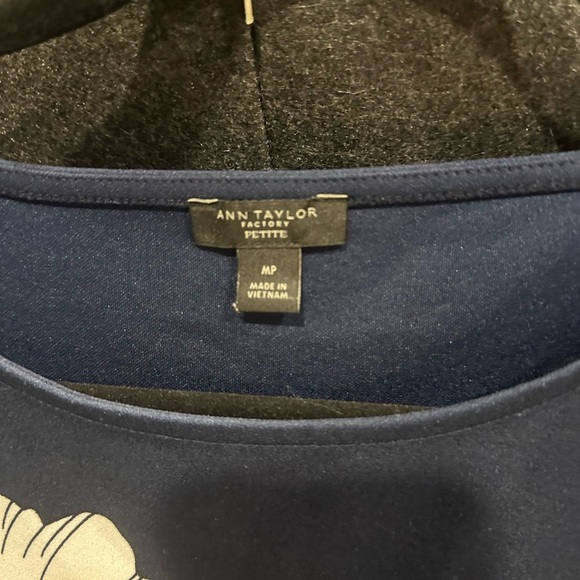 ANN TAYLOR
FACTORY
PETITE
MP
MADE IN
VIETNAM